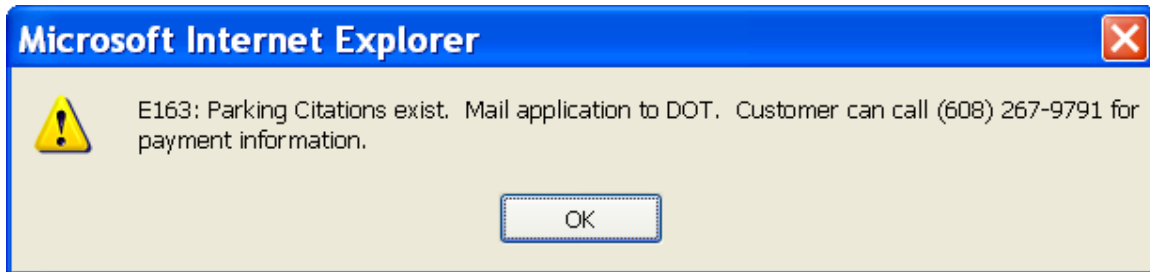 Microsoft Internet Explorer
E163: Parking Citations exist.  Mail application to DOT.  Customer can call (608) 267-9791 for
payment information.
OK